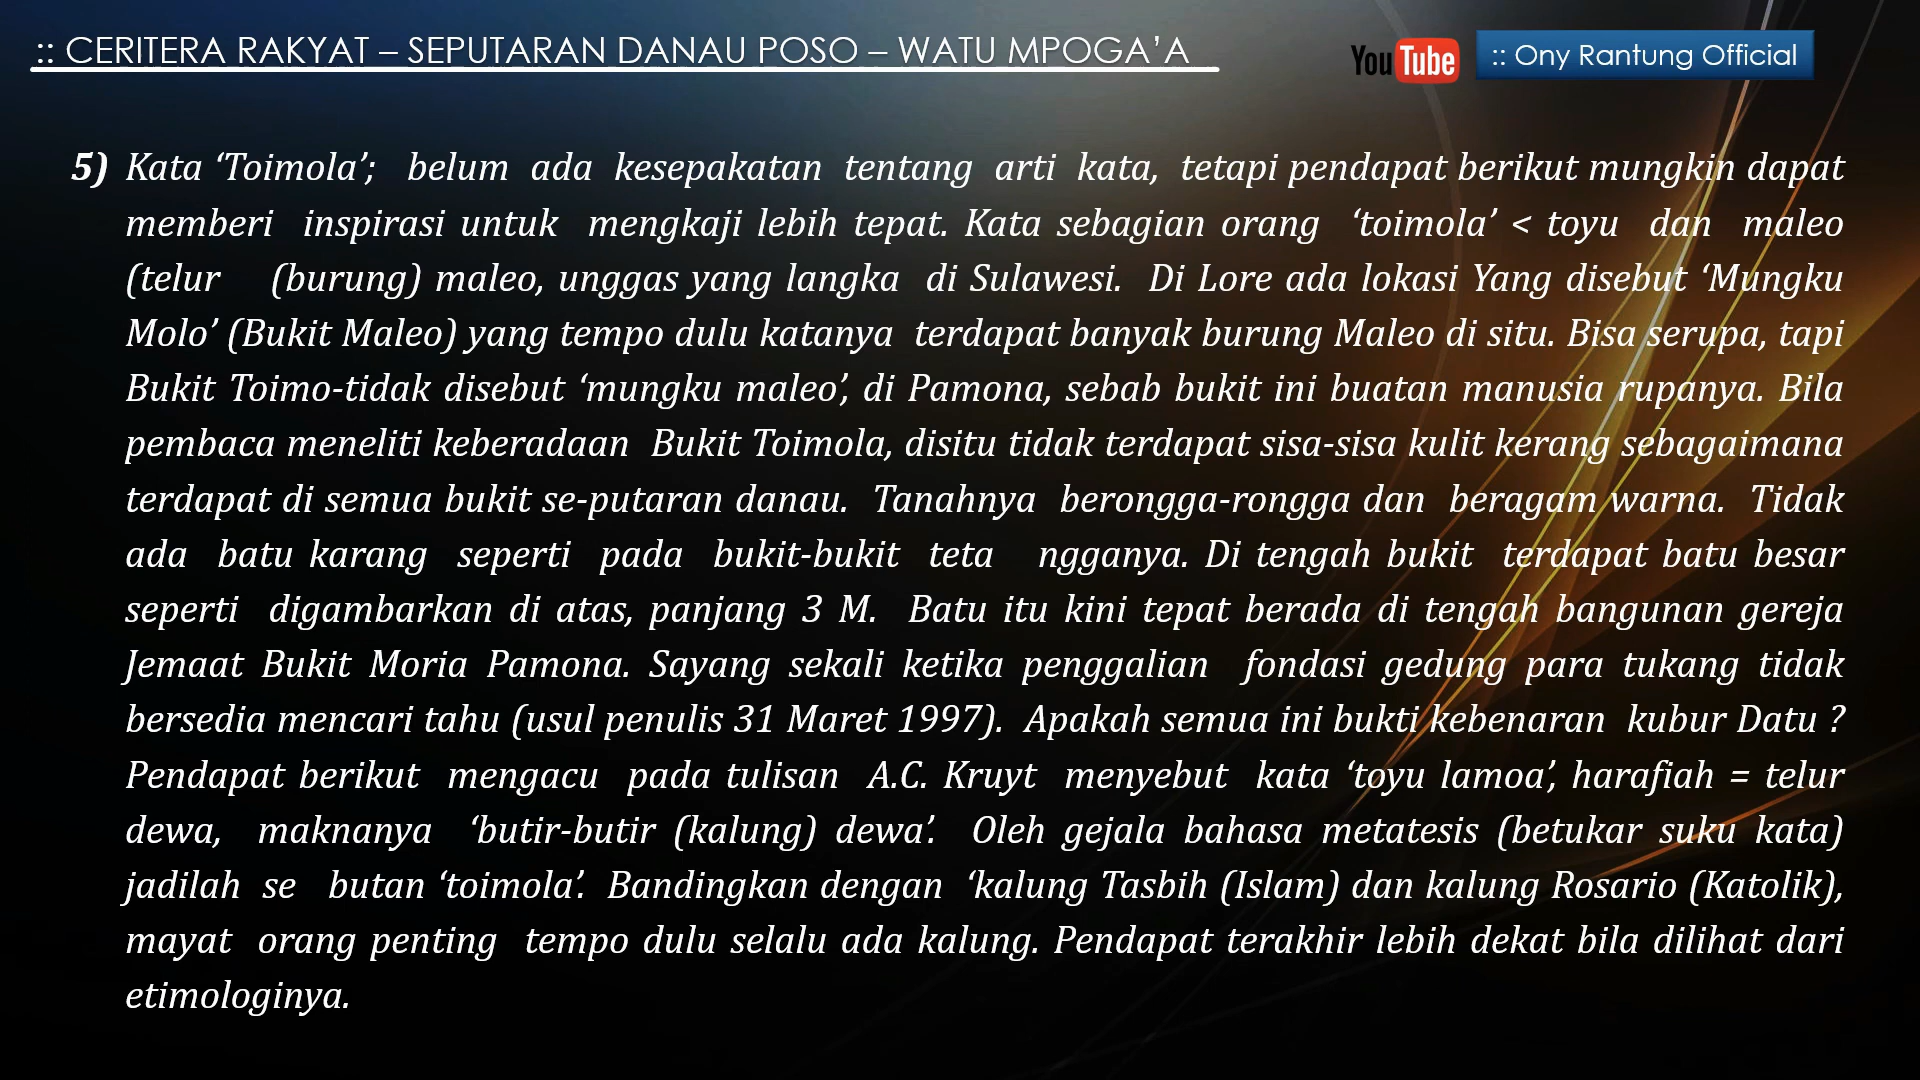 :: CERITERA RAKYAT – SEPUTARAN DANAU POSO – WATU MPOGA’A
YouTube :: Ony Rantung Official
5) Kata ‘Toimola’; belum ada kesepakatan tentang arti kata, tetapi pendapat berikut mungkin dapat
memberi inspirasi untuk mengkaji lebih tepat. Kata sebagian orang ‘toimola’ < toyu dan maleo
(telur (burung) maleo, unggas yang langka di Sulawesi. Di Lore ada lokasi Yang disebut ‘Mungku
Molo’ (Bukit Maleo) yang tempo dulu katanya terdapat banyak burung Maleo di situ. Bisa serupa, tapi
Bukit Toimo-tidak disebut ‘mungku maleo’, di Pamona, sebab bukit ini buatan manusia rupanya. Bila
pembaca meneliti keberadaan Bukit Toimola, disitu tidak terdapat sisa-sisa kulit kerang sebagaimana
terdapat di semua bukit se-putaran danau. Tanahnya berongga-rongga dan beragam warna. Tidak
ada batu karang seperti pada bukit-bukit teta ngganya. Di tengah bukit terdapat batu besar
seperti digambarkan di atas, panjang 3 M. Batu itu kini tepat berada di tengah bangunan gereja
Jemaat Bukit Moria Pamona. Sayang sekali ketika penggalian fondasi gedung para tukang tidak
bersedia mencari tahu (usul penulis 31 Maret 1997). Apakah semua ini bukti kebenaran kubur Datu ?
Pendapat berikut mengacu pada tulisan A.C. Kruyt menyebut kata ‘toyu lamoa’, harafiah = telur
dewa, maknanya ‘butir-butir (kalung) dewa’. Oleh gejala bahasa metatesis (betukar suku kata)
jadilah se butan ‘toimola’. Bandingkan dengan ‘kalung Tasbih (Islam) dan kalung Rosario (Katolik),
mayat orang penting tempo dulu selalu ada kalung. Pendapat terakhir lebih dekat bila dilihat dari
etimologinya.